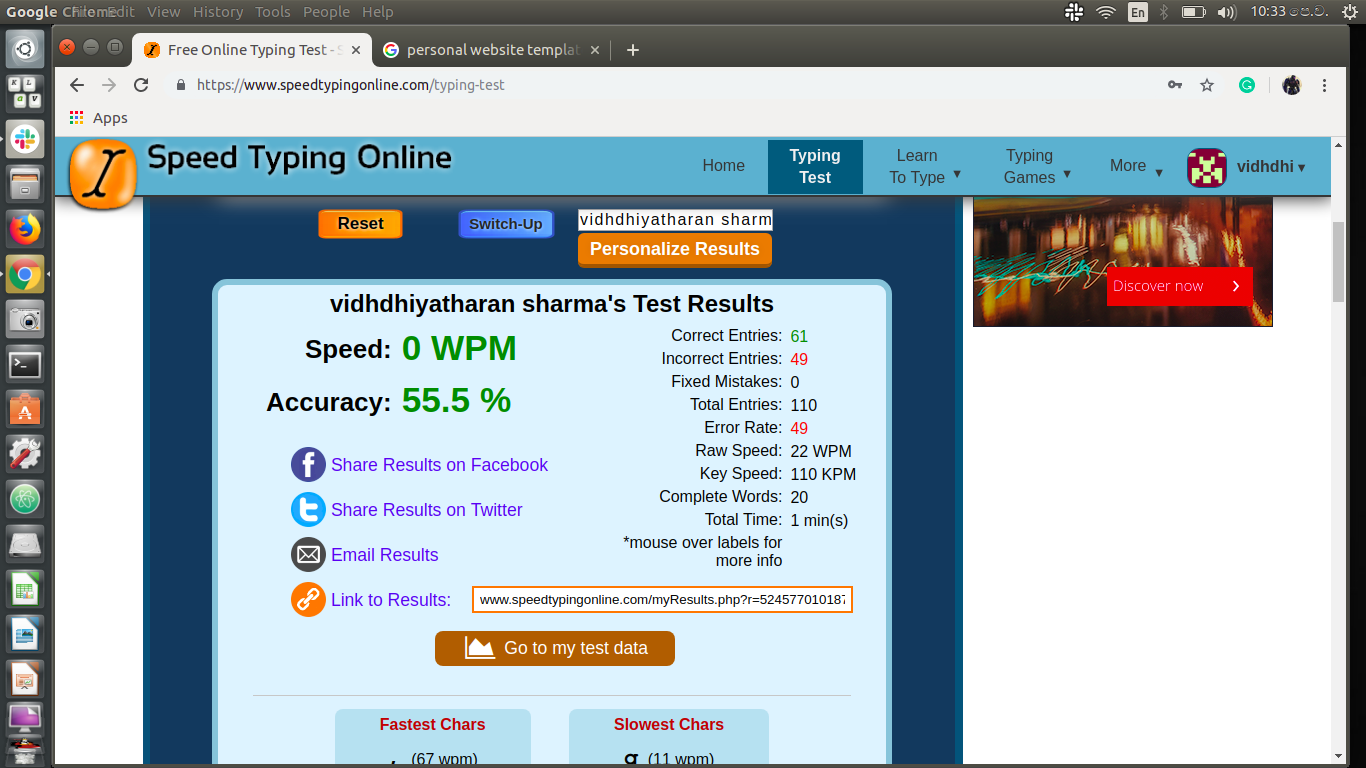 Google Chrome File Edit View History Tools People Help
En
10:33 පෙ.ව.
Free Online Typing Test - S
personal website templat
https://www.speedtypingonline.com/typing-test
Apps
Speed Typing Online
Home
Typing
Test
Learn
To Type
Typing
Games
More
vidhdhi
Reset
Switch-Up
vidhdhiyatharan sharm
Personalize Results
Discover now
vidhdhiyatharan sharma's Test Results
Speed: 0 WPM
Accuracy: 55.5 %
Correct Entries: 61
Incorrect Entries: 49
Fixed Mistakes: 0
Total Entries: 110
Error Rate: 49
Raw Speed: 22 WPM
Key Speed: 110 KPM
Complete Words: 20
Total Time: 1 min(s)
*mouse over labels for
more info
Share Results on Facebook
Share Results on Twitter
Email Results
Link to Results: www.speedtypingonline.com/myResults.php?r=524577010187
Go to my test data
Fastest Chars
(67 wpm)
Slowest Chars
g (11 wpm)